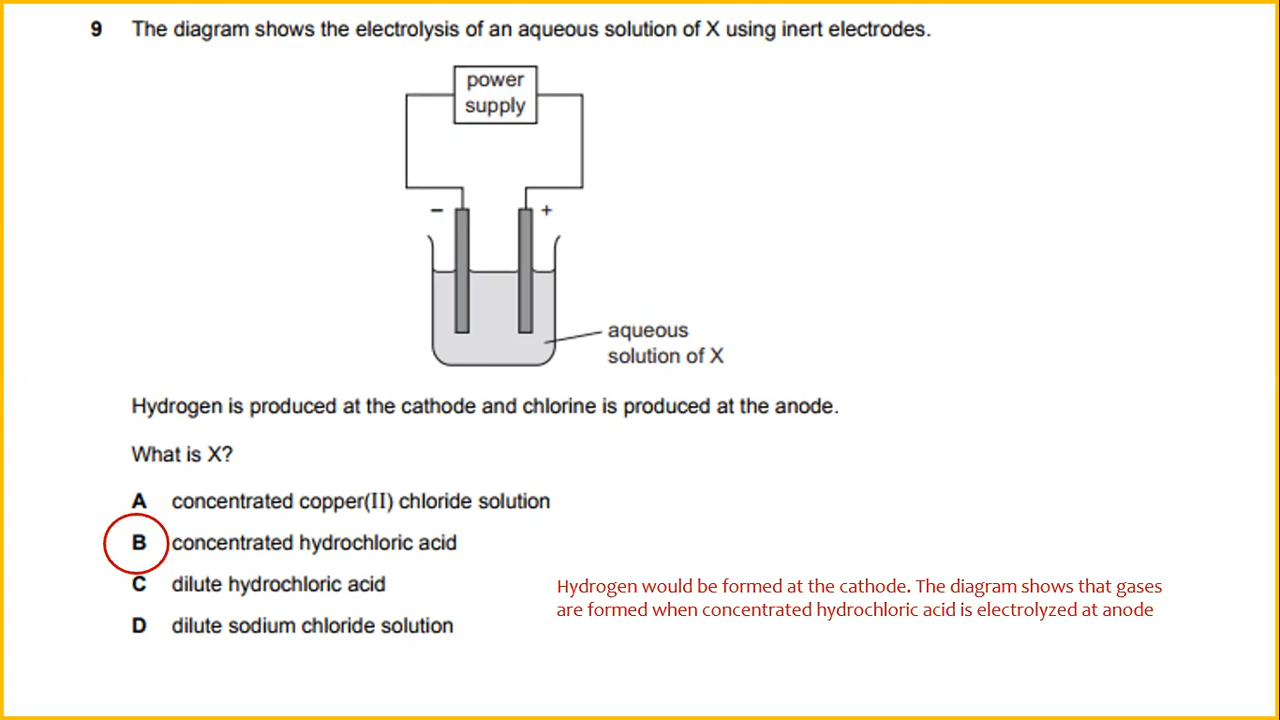 9 The diagram shows the electrolysis of an aqueous solution of X using inert electrodes.
power
supply
– +
aqueous
solution of X
Hydrogen is produced at the cathode and chlorine is produced at the anode.
What is X?
A concentrated copper(II) chloride solution
B concentrated hydrochloric acid
C dilute hydrochloric acid
D dilute sodium chloride solution
Hydrogen would be formed at the cathode. The diagram shows that gases
are formed when concentrated hydrochloric acid is electrolyzed at anode